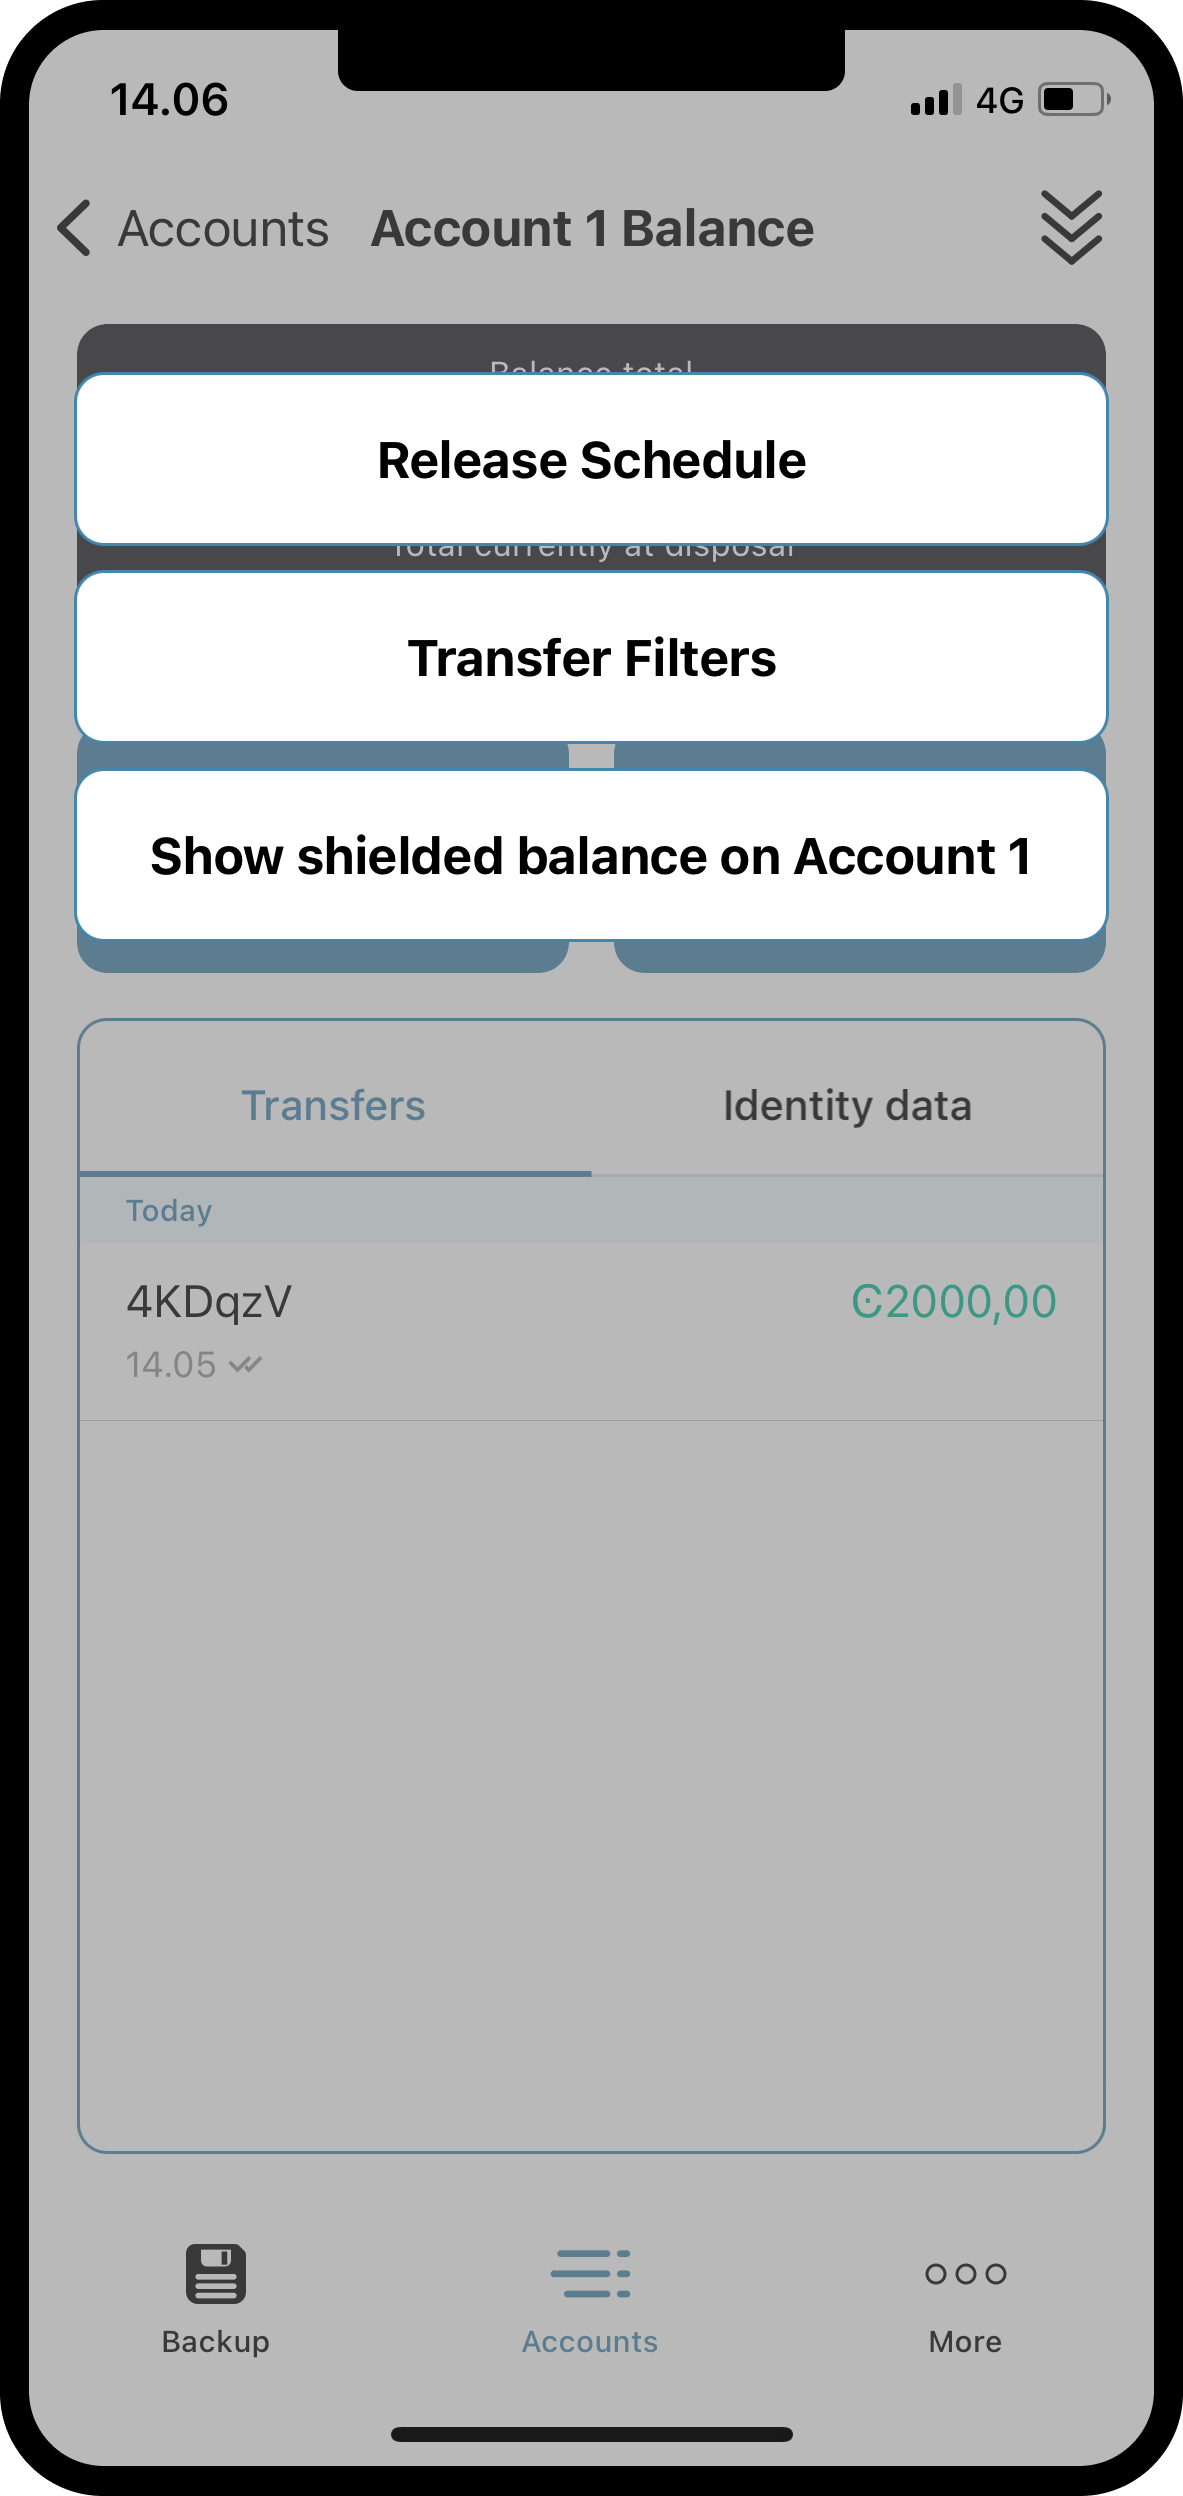 14.06
4G
Accounts Account 1 Balance
Balance total
Release Schedule
Total currently at disposal
Transfer Filters
Show shielded balance on Account 1
Transfers Identity data
Today
4KDqzV Ͼ2000,00
14.05
Backup Accounts More